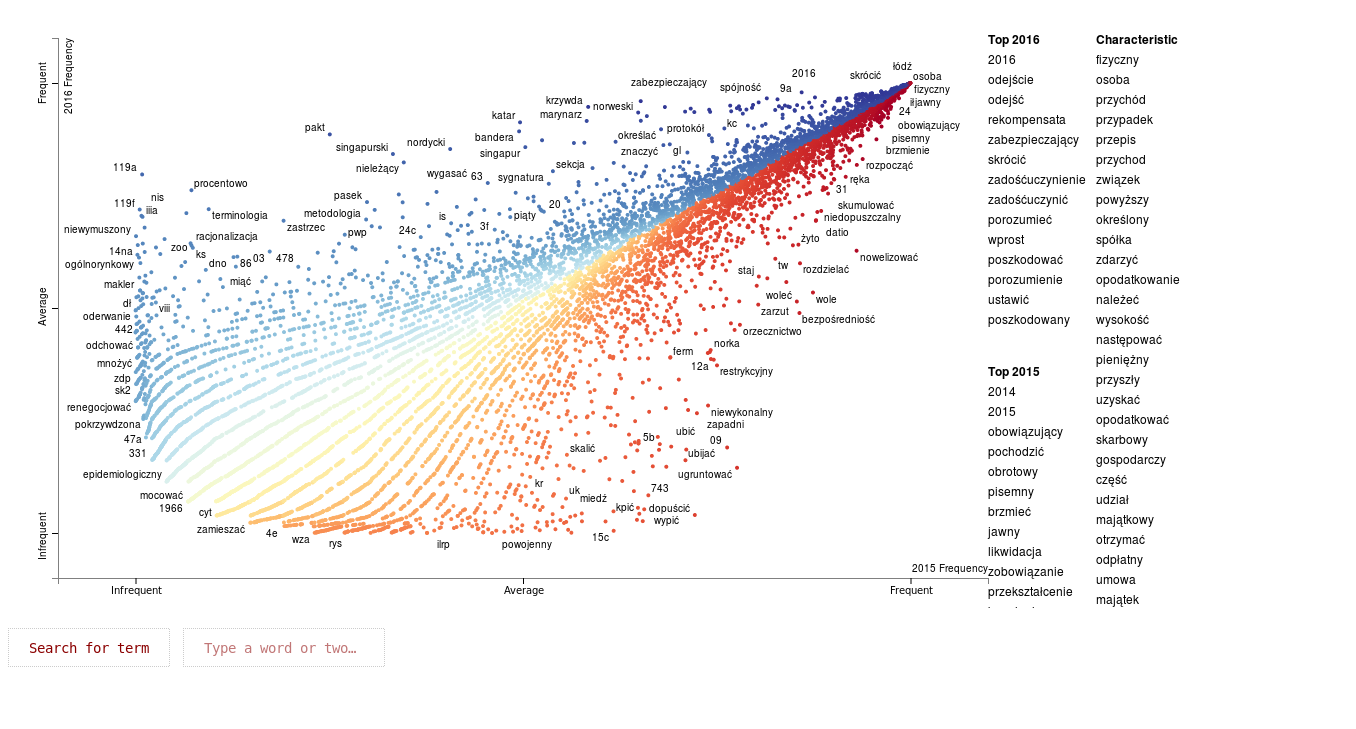 Frequent
2016 Frequency
Average
Infrequent
łódź
2016
skrócić
osoba
zabezpieczający
spójność
9a
fizyczny
krzywda
norweski
iljawny
marynarz
24
katar
kc
obowiązujący
pakt
określać
protokół
bandera
pisemny
nordycki
singapurski
singapur
znaczyć
gl
brzmienie
119a
nieleżący
sekcja
rozpocząć
wygasać
63
sygnatura
ręka
procentowo
31
nis
pasek
119f
iiia
20
skumulować
terminologia
metodologia
is
piąty
niedopuszczalny
newymuszony
zastrzec
pwp
24c
3f
datio
racjonalizacja
żyto
zoo
14na
ks
03
478
nowelizować
ogólnorynkowy
dno
86
staj
tw
rozdzielać
makler
miąć
woleć
wole
dł
viii
zarzut
oderwanie
bezpośredniość
442
orzecznictwo
odchować
norka
ferm
mnożyć
12a
restrykcyjny
zdp
sk2
renegocjować
niewykonalny
pokrzywdzona
zapadni
ubić
47a
5b
09
331
skalić
ubijać
epidemiologiczny
ugruntować
kr
mocować
uk
743
miedź
1966
cyt
kpić
dopuścić
zamieszać
wypić
4e
wza
rys
ilrp
powojenny
15c
2015 Frequency
Infrequent
Average
Frequent
Top 2016
2016
odejście
odejść
rekompensata
zabezpieczający
skrócić
zadośćuczynienie
zadośćuczynić
porozumieć
wprost
poszkodować
porozumienie
ustawić
poszkodowany
Top 2015
2014
2015
obowiązujący
pochodzić
obrotowy
pisemny
brzmieć
jawny
likwidacja
zobowiązanie
przekształcenie
Characteristic
fizyczny
osoba
przychód
przypadek
przepis
przychod
związek
powyższy
określony
spółka
zdarzyć
opodatkowanie
należeć
wysokość
następować
pieniężny
przyszły
uzyskać
opodatkować
skarbowy
gospodarczy
część
udział
majątkowy
otrzymać
odpłatny
umowa
majątek
Search for term
Type a word or two…